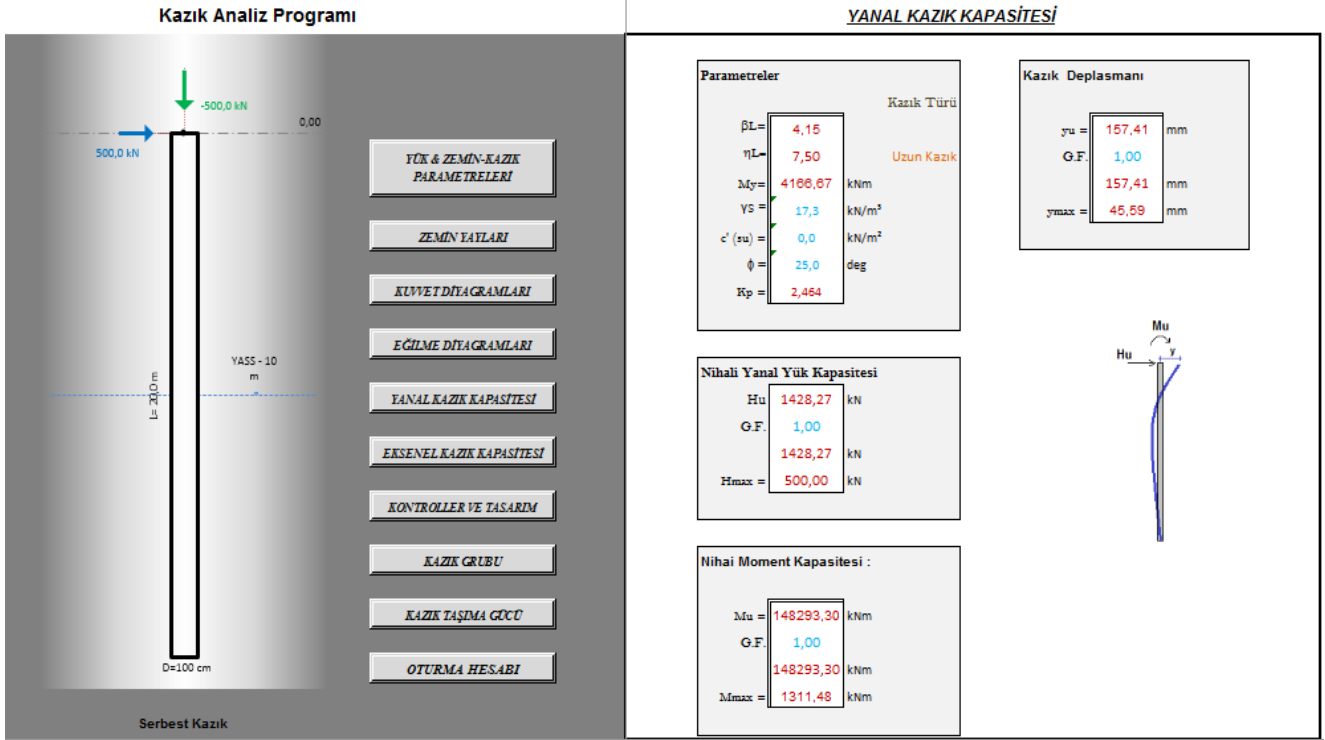 Kazık Analiz Programı
-500,0 kN
0,00
500,0 kN
YASS - 10
m
L= 20,0 m
D=100 cm
Serbest Kazık
YÜK & ZEMİN-KAZIK
PARAMETRELERİ
ZEMİN YAYLARI
KUVVET DİYAGRAMLARI
EĞİLME DİYAGRAMLARI
YANAL KAZIK KAPASİTESİ
EKSENEL KAZIK KAPASİTESİ
KONTROLLER VE TASARIM
KAZIK GRUBU
KAZIK TAŞIMA GÜCÜ
OTURMA HESABI
YANAL KAZIK KAPASİTESİ
Parametreler
Kazık Türü
βL= 4,15
ηL= 7,50 Uzun Kazık
My= 4166,67 kNm
γS = 17,3 kN/m³
c' (su) = 0,0 kN/m²
ϕ = 25,0 deg
Kp = 2,464
Nihali Yanal Yük Kapasitesi
Hu 1428,27 kN
G.F. 1,00
1428,27 kN
Hmax = 500,00 kN
Nihai Moment Kapasitesi :
Mu = 148293,30 kNm
G.F. 1,00
148293,30 kNm
Mmax = 1311,48 kNm
Kazık Deplasmanı
yu = 157,41 mm
G.F. 1,00
157,41 mm
ymax = 45,59 mm
Mu
Hu y